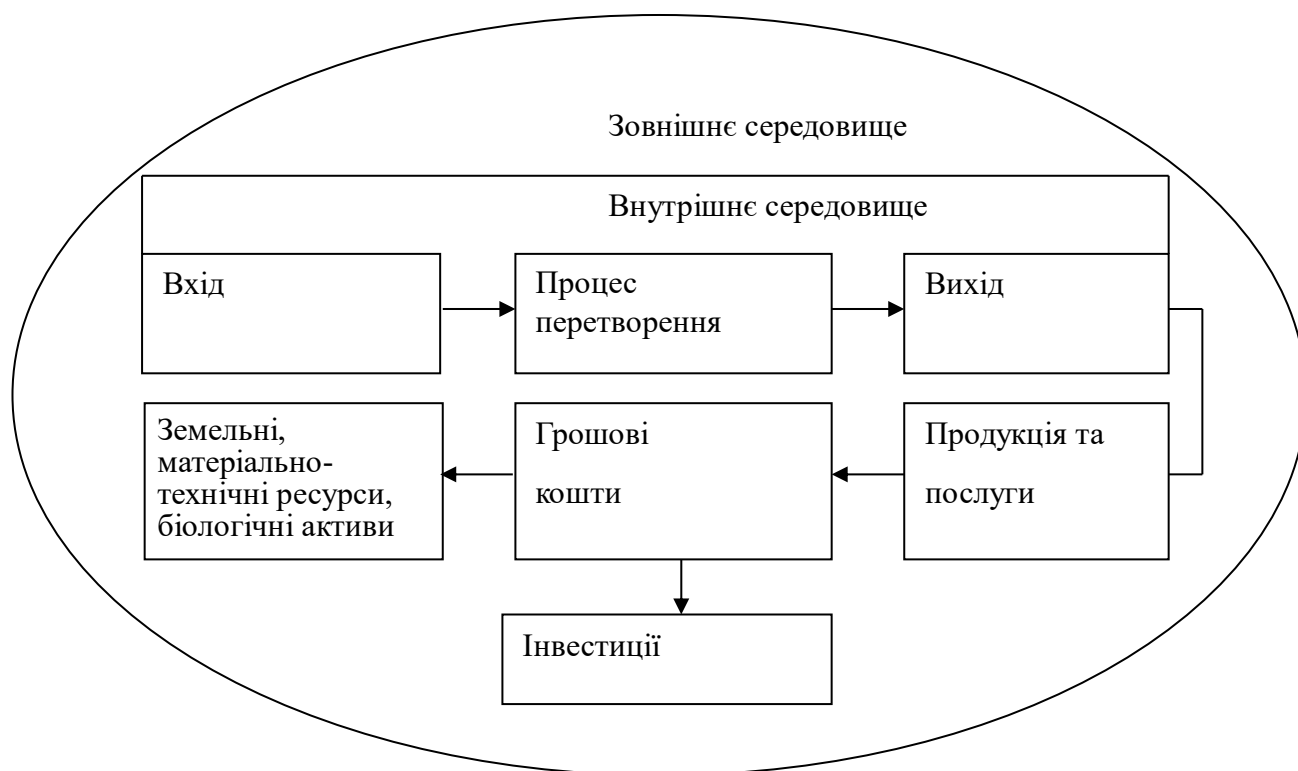 Зовнішнє середовище
Внутрішнє середовище
Вхід
Процес
перетворення
Вихід
Земельні,
матеріально-
технічні ресурси,
біологічні активи
Грошові
кошти
Продукція та
послуги
Інвестиції